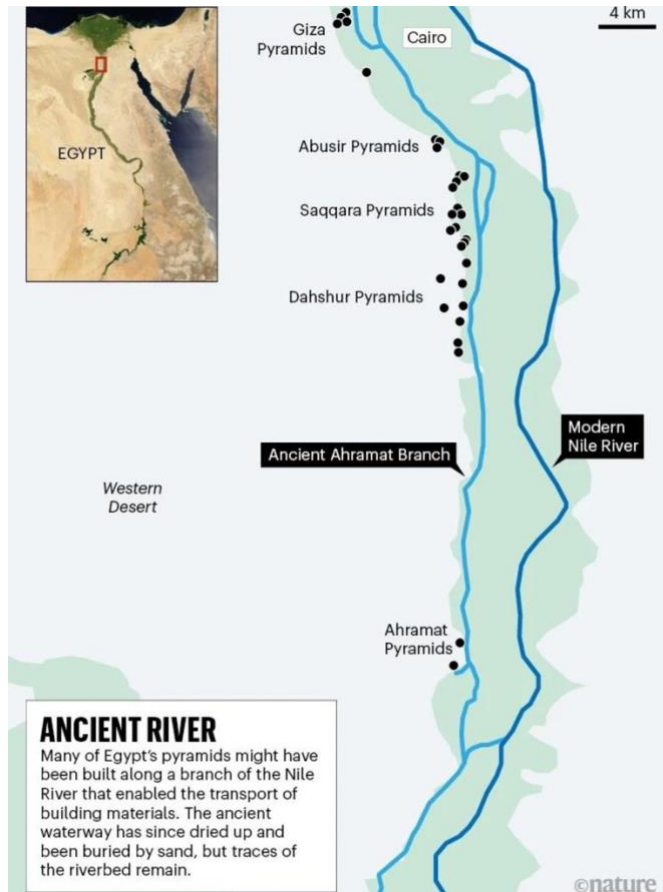 4 km
Giza
Pyramids
Cairo
EGYPT
Abusir Pyramids
Saqqara Pyramids
Dahshur Pyramids
Ancient Ahramat Branch
Modern
Nile River
Western
Desert
Ahramat
Pyramids
ANCIENT RIVER
Many of Egypt's pyramids might have
been built along a branch of the Nile
River that enabled the transport of
building materials. The ancient
waterway has since dried up and
been buried by sand, but traces of
the riverbed remain.
©nature